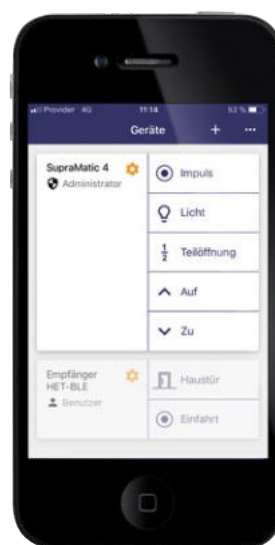 Provider 4G 11:14 52 %
Geräte + ...
SupraMatic 4
Administrator
Impuls
Licht
1/2 Teilöffnung
Auf
Zu
Empfänger
HET-BLE
Benutzer
Haustür
Einfahrt